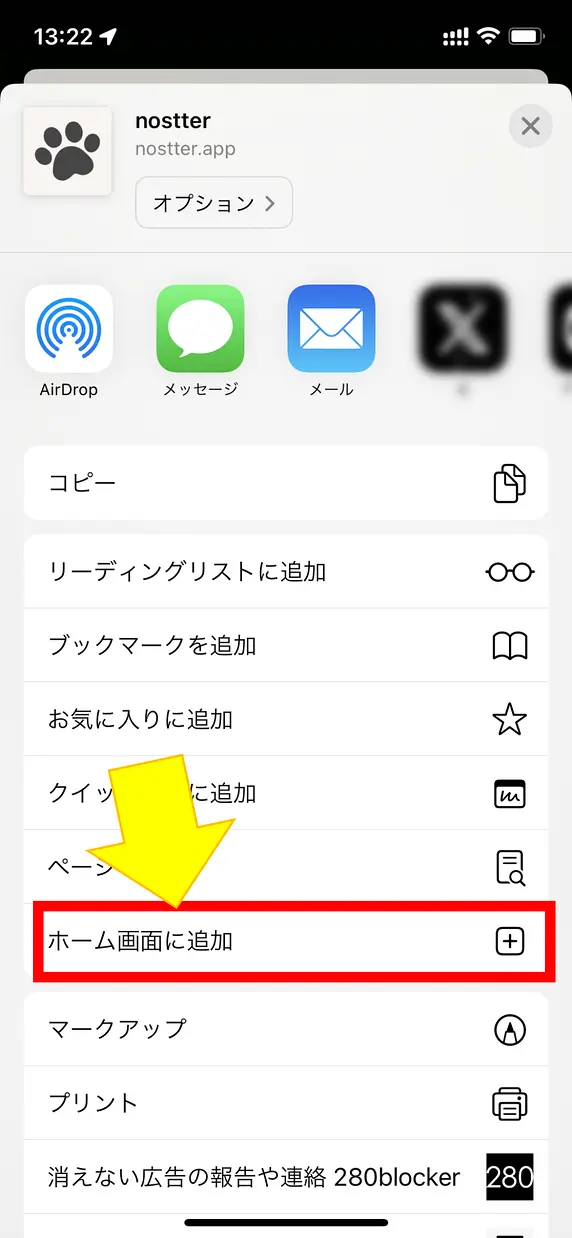 13:22
nostter
nostter.app
オプション
AirDrop
メッセージ
メール
コピー
リーディングリストに追加
ブックマークを追加
お気に入りに追加
クイッ に追加
ペー
ホーム画面に追加
マークアップ
プリント
消えない広告の報告や連絡 280blocker
280